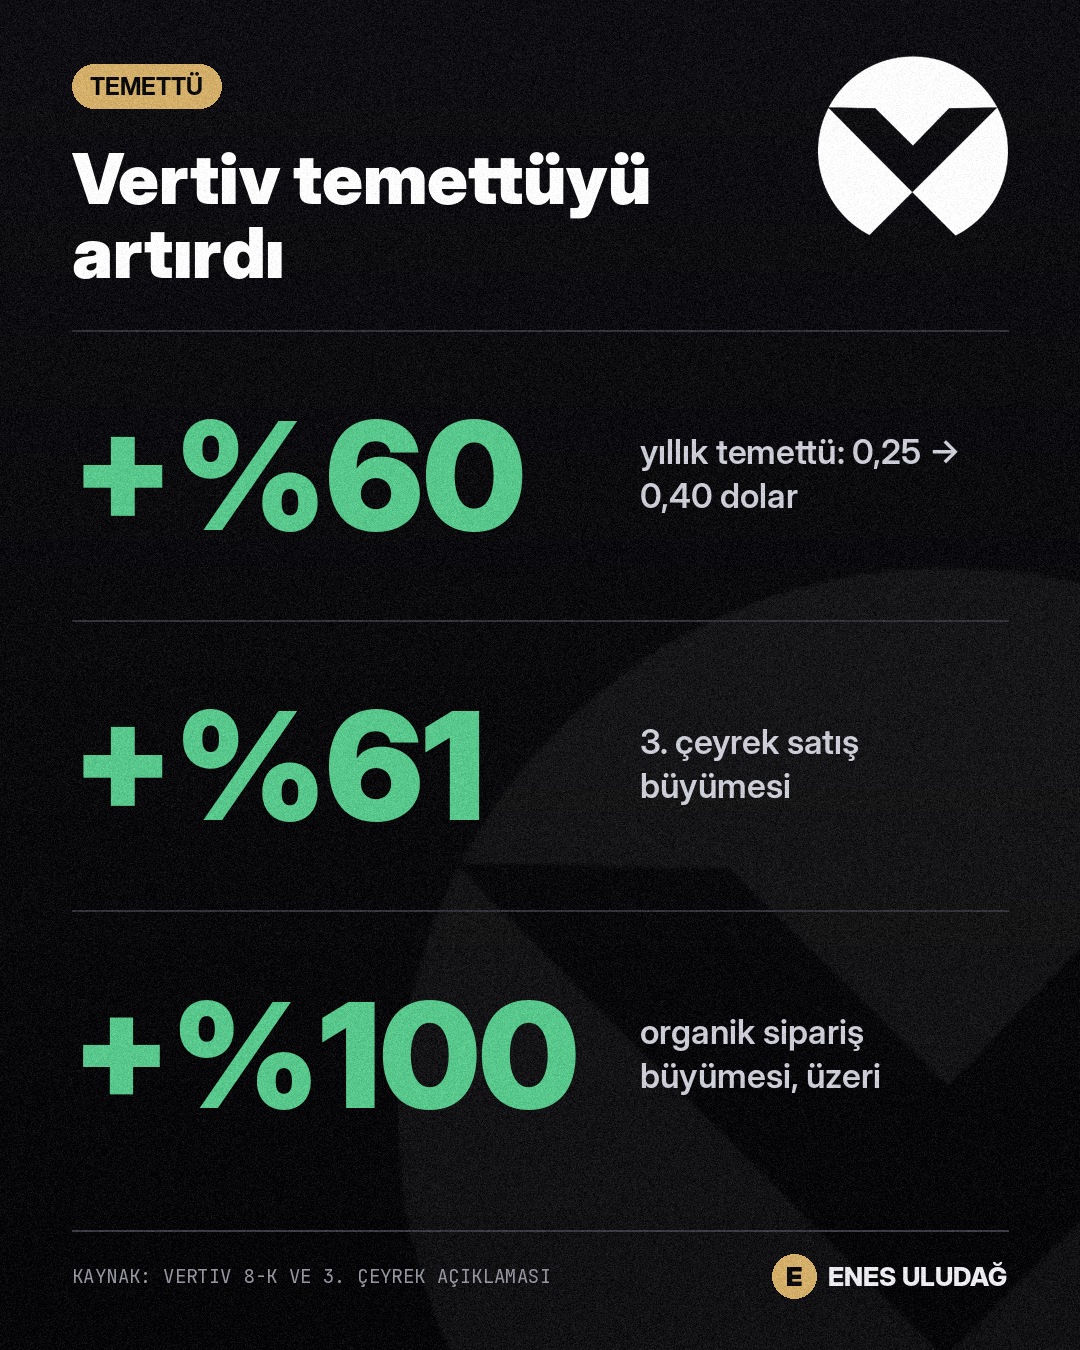 TEMETTÜ
Vertiv temettüyü
artırdı
+%60
yıllık temettü: 0,25 →
0,40 dolar
+%61
3. çeyrek satış
büyümesi
+%100
organik sipariş
büyümesi, üzeri
KAYNAK: VERTIV 8-K VE 3. ÇEYREK AÇIKLAMASI
E ENES ULUDAĞ